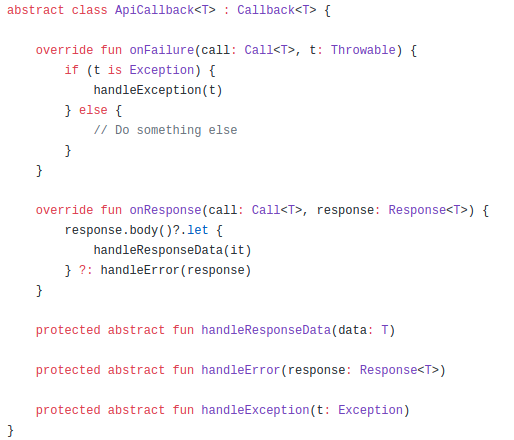 abstract class ApiCallback<T> : Callback<T> {
override fun onFailure(call: Call<T>, t: Throwable) {
if (t is Exception) {
handleException(t)
} else {
// Do something else
}
}
override fun onResponse(call: Call<T>, response: Response<T>) {
response.body()?.let {
handleResponseData(it)
} ?: handleError(response)
}
protected abstract fun handleResponseData(data: T)
protected abstract fun handleError(response: Response<T>)
protected abstract fun handleException(t: Exception)
}